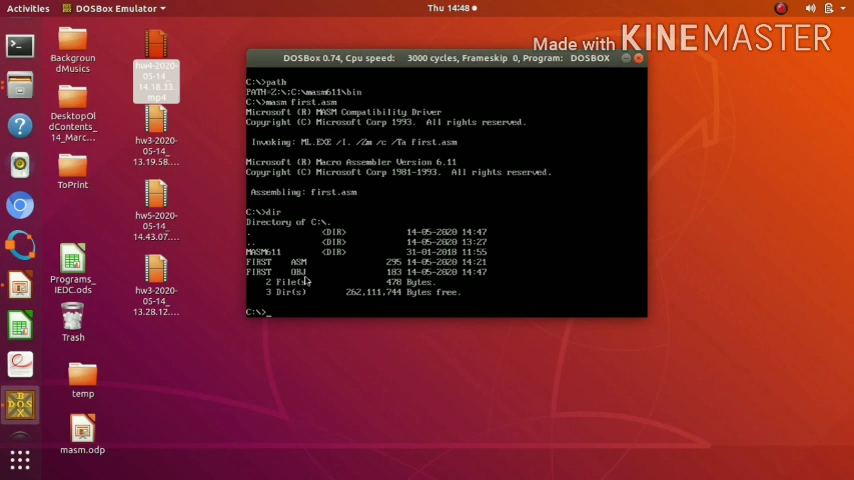 Activities
DOSBox Emulator
Thu 14:48
Made with KINEMASTER
Backgroun
dMusics
DesktopOld
dContents_
14_Marc...
ToPrint
Programs_
IEDC.ods
Trash
temp
masm.odp
hw4-2020-
05-14_
14.18.33.
mp4
hw3-2020-
05-14_
13.19.58....
hw5-2020-
05-14_
14.43.07....
hw3-2020-
05-14_
13.28.12....
DOSBox 0.74, Cpu speed: 3000 cycles, Frameskip 0, Program: DOSBOX
C:\>path
PATH=Z:\;C:\masm611\bin
C:\>masm first.asm
Microsoft (R) MASM Compatibility Driver
Copyright (C) Microsoft Corp 1993. All rights reserved.
Invoking: ML.EXE /I. /Zm /c /Ta first.asm
Microsoft (R) Macro Assembler Version 6.11
Copyright (C) Microsoft Corp 1981-1993. All rights reserved.
Assembling: first.asm
C:\>dir
Directory of C:\.
. <DIR> 14-05-2020 14:47
.. <DIR> 14-05-2020 13:27
MASM611 <DIR> 31-01-2018 11:55
FIRST ASM 295 14-05-2020 14:21
FIRST OBJ 183 14-05-2020 14:47
2 File(s) 478 Bytes.
3 Dir(s) 262,111,744 Bytes free.
C:\>_